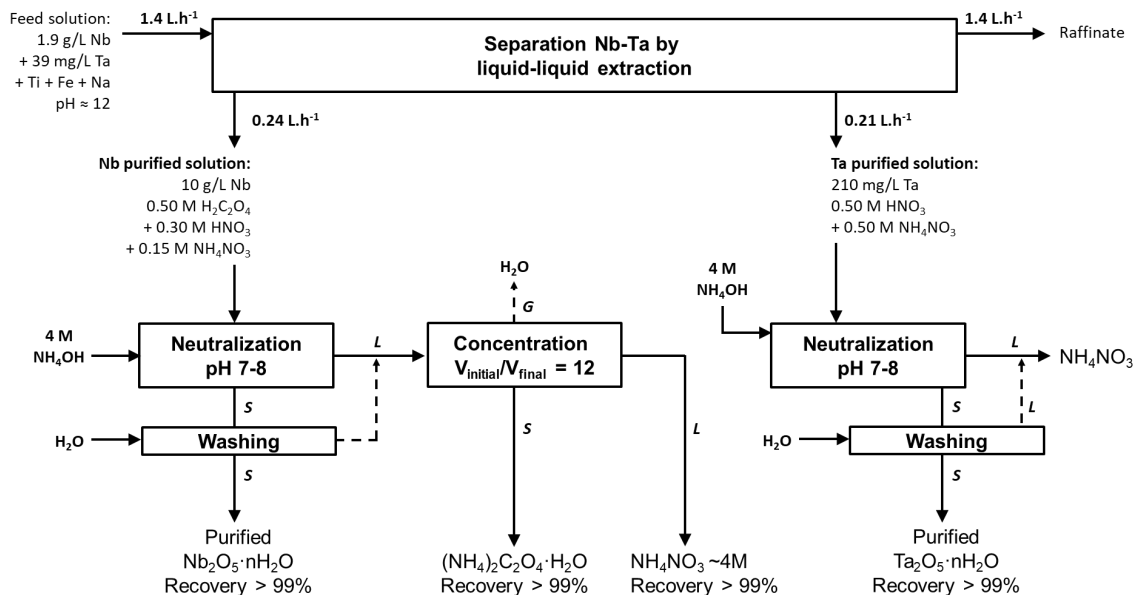 Feed solution:
1.9 g/L Nb
+ 39 mg/L Ta
+ Ti + Fe + Na
pH ≈ 12
1.4 L.h⁻¹
Separation Nb-Ta by
liquid-liquid extraction
1.4 L.h⁻¹
Raffinate
0.24 L.h⁻¹
0.21 L.h⁻¹
Nb purified solution:
10 g/L Nb
0.50 M H₂C₂O₄
+ 0.30 M HNO₃
+ 0.15 M NH₄NO₃
Ta purified solution:
210 mg/L Ta
0.50 M HNO₃
+ 0.50 M NH₄NO₃
4 M
NH₄OH
Neutralization
pH 7-8
L
H₂O
G
Concentration
V_initial/V_final = 12
4 M
NH₄OH
Neutralization
pH 7-8
L
NH₄NO₃
S
H₂O
Washing
S
S
L
S
L
H₂O
Washing
S
Purified
Nb₂O₅·nH₂O
Recovery > 99%
(NH₄)₂C₂O₄·H₂O
Recovery > 99%
NH₄NO₃ ~4M
Recovery > 99%
Purified
Ta₂O₅·nH₂O
Recovery > 99%